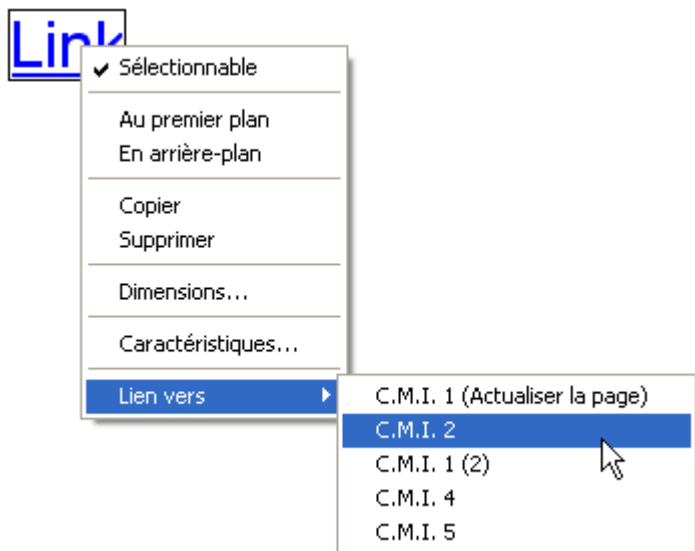 Link
Sélectionnable
Au premier plan
En arrière-plan
Copier
Supprimer
Dimensions...
Caractéristiques...
Lien vers
C.M.I. 1 (Actualiser la page)
C.M.I. 2
C.M.I. 1 (2)
C.M.I. 4
C.M.I. 5